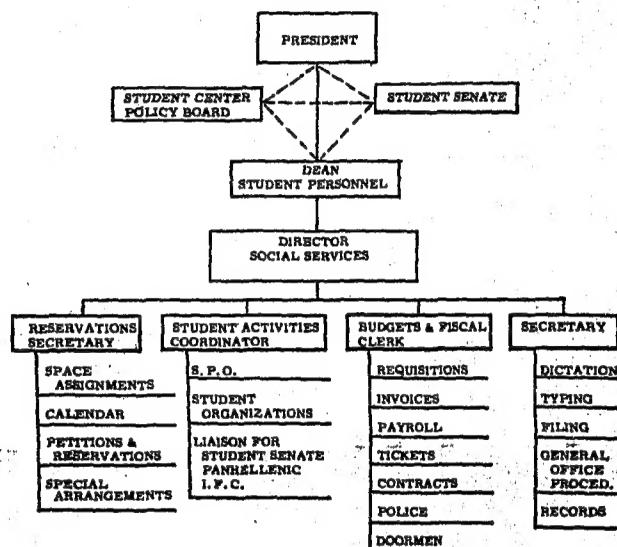 PRESIDENT
STUDENT CENTER
POLICY BOARD
STUDENT SENATE
DEAN
STUDENT PERSONNEL
DIRECTOR
SOCIAL SERVICES
RESERVATIONS
SECRETARY
SPACE
ASSIGNMENTS
CALENDAR
PETITIONS &
RESERVATIONS
SPECIAL
ARRANGEMENTS
STUDENT ACTIVITIES
COORDINATOR
S.P.O.
STUDENT
ORGANIZATIONS
LIAISON FOR
STUDENT SENATE
PANHELLENIC
I.F.C.
BUDGETS & FISCAL
CLERK
REQUISITIONS
INVOICES
PAYROLL
TICKETS
CONTRACTS
POLICE
DOORMEN
SECRETARY
DICTATION
TYPING
FILING
GENERAL
OFFICE
PROCED.
RECORDS